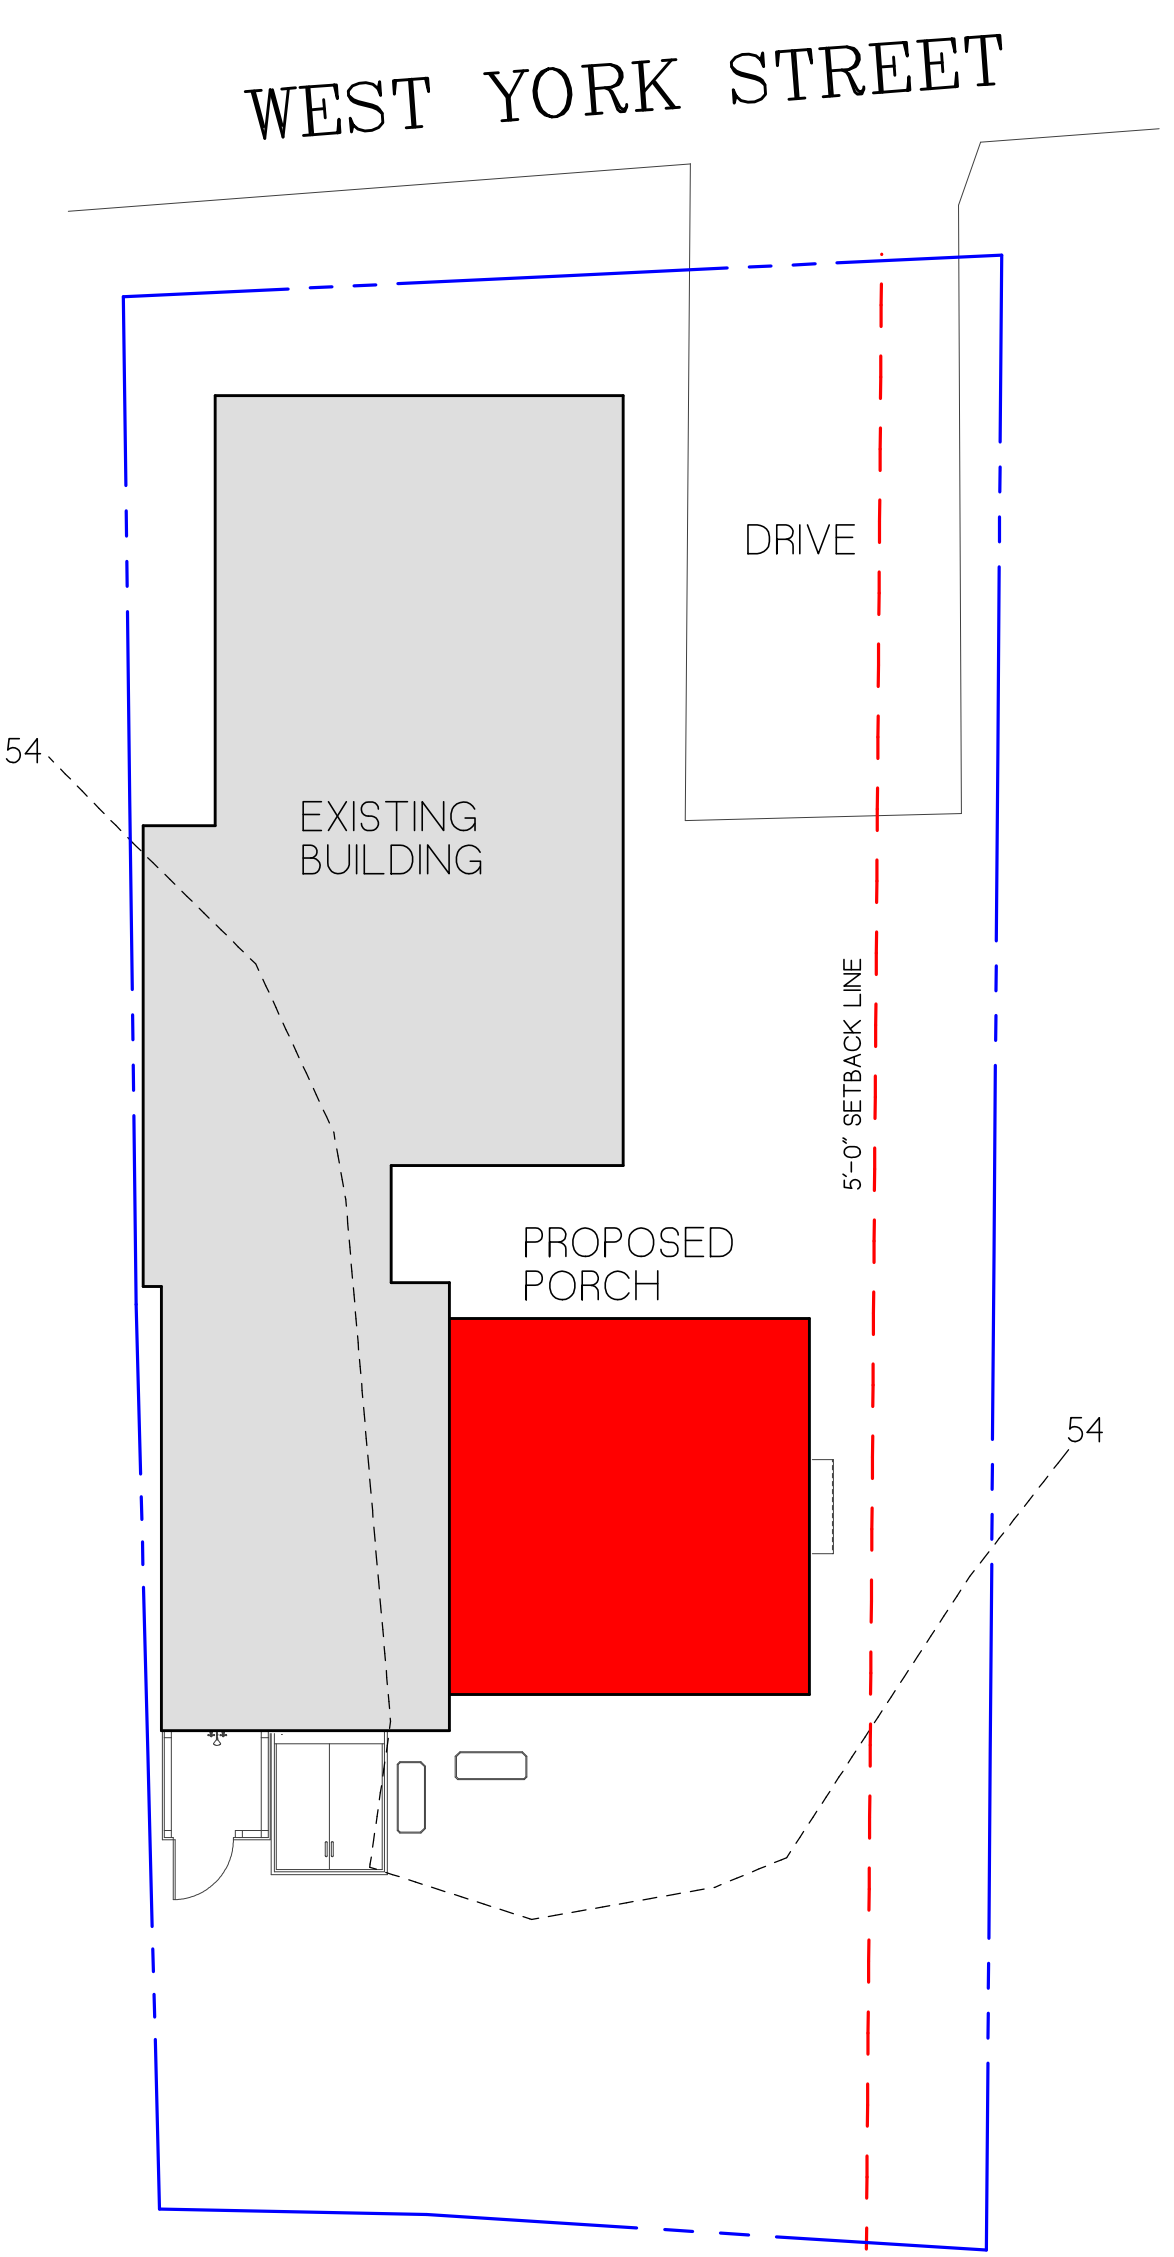 WEST YORK STREET
DRIVE
54
EXISTING
BUILDING
5'-0" SETBACK LINE
PROPOSED
PORCH
54